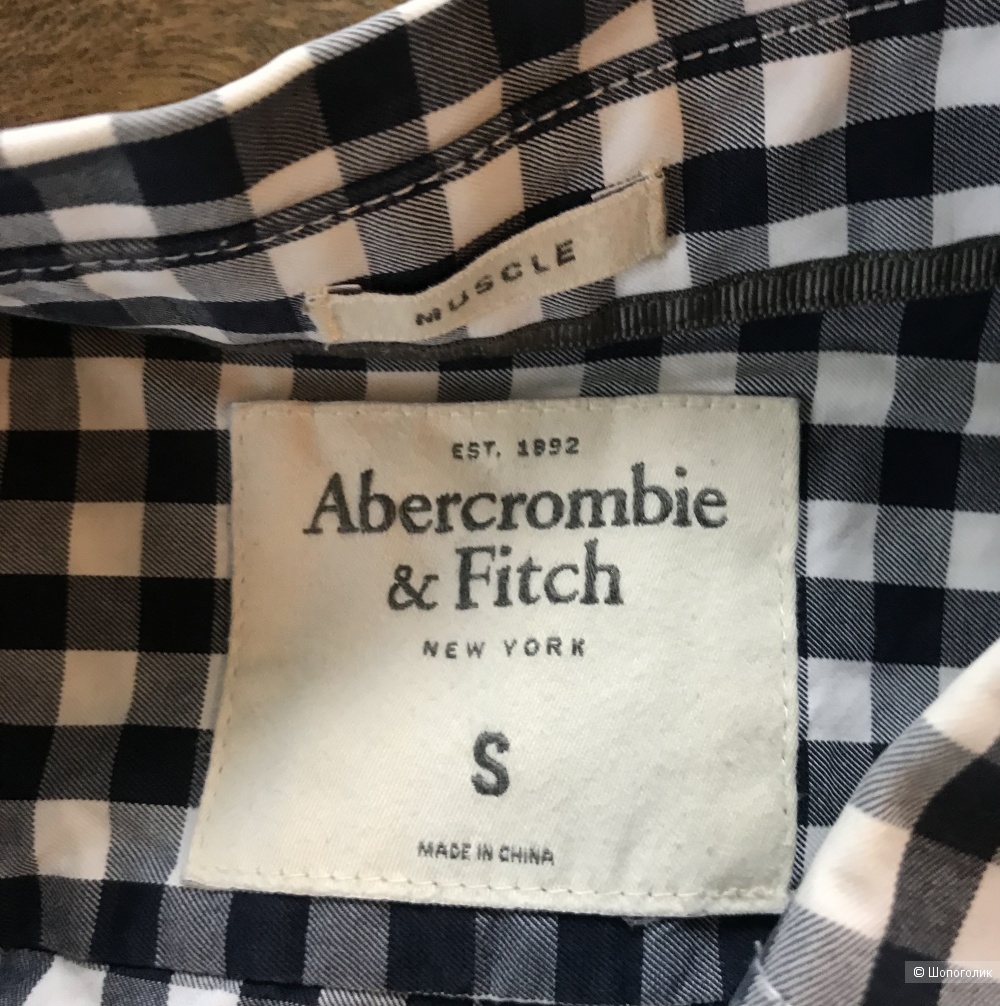 MUSCLE
EST. 1892
Abercrombie
& Fitch
NEW YORK
S
MADE IN CHINA
© Шопоголик